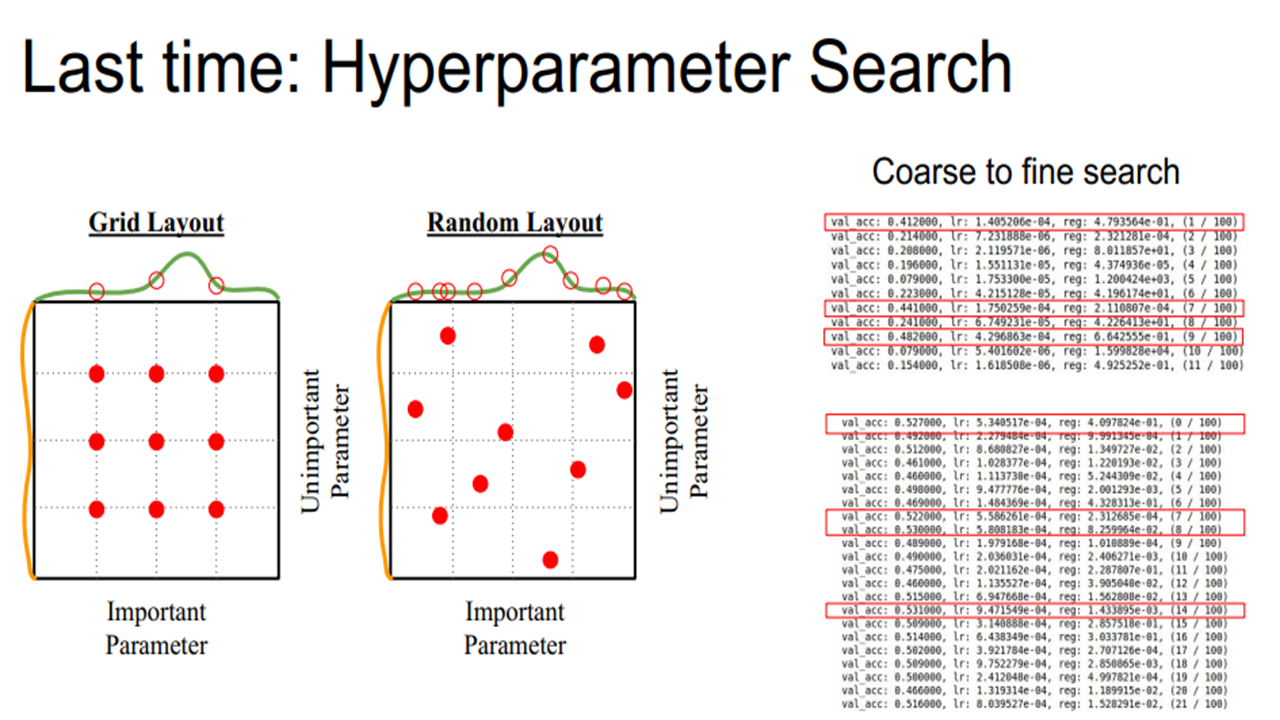 Last time: Hyperparameter Search
Grid Layout
Unimportant
Parameter
Important
Parameter
Random Layout
Unimportant
Parameter
Important
Parameter
Coarse to fine search
val_acc: 0.412000, lr: 1.405206e-04, reg: 4.793564e-01, (1 / 100)
val_acc: 0.214000, lr: 7.231888e-06, reg: 2.321281e-04, (2 / 100)
val_acc: 0.208000, lr: 2.119571e-06, reg: 8.011857e+01, (3 / 100)
val_acc: 0.196000, lr: 1.551131e-05, reg: 4.374936e-05, (4 / 100)
val_acc: 0.079000, lr: 1.753300e-05, reg: 1.200424e+03, (5 / 100)
val_acc: 0.223000, lr: 4.215128e-05, reg: 4.196174e+01, (6 / 100)
val_acc: 0.441000, lr: 1.750259e-04, reg: 2.110807e-04, (7 / 100)
val_acc: 0.241000, lr: 6.749231e-05, reg: 4.226413e+01, (8 / 100)
val_acc: 0.482000, lr: 4.296863e-04, reg: 6.642555e-01, (9 / 100)
val_acc: 0.079000, lr: 5.401602e-06, reg: 1.599828e+04, (10 / 100)
val_acc: 0.154000, lr: 1.618508e-06, reg: 4.925252e-01, (11 / 100)
val_acc: 0.527000, lr: 5.340517e-04, reg: 4.097824e-01, (0 / 100)
val_acc: 0.492000, lr: 2.279484e-04, reg: 9.991345e-04, (1 / 100)
val_acc: 0.512000, lr: 8.680827e-04, reg: 1.349727e-02, (2 / 100)
val_acc: 0.461000, lr: 1.028377e-04, reg: 1.220193e-02, (3 / 100)
val_acc: 0.460000, lr: 1.113730e-04, reg: 5.244309e-02, (4 / 100)
val_acc: 0.498000, lr: 9.477776e-04, reg: 2.001293e-03, (5 / 100)
val_acc: 0.469000, lr: 1.484369e-04, reg: 4.328313e-01, (6 / 100)
val_acc: 0.522000, lr: 5.586261e-04, reg: 2.312685e-04, (7 / 100)
val_acc: 0.530000, lr: 5.808183e-04, reg: 8.259964e-02, (8 / 100)
val_acc: 0.489000, lr: 1.979168e-04, reg: 1.010889e-04, (9 / 100)
val_acc: 0.490000, lr: 2.036031e-04, reg: 2.406271e-03, (10 / 100)
val_acc: 0.475000, lr: 2.021162e-04, reg: 2.287807e-01, (11 / 100)
val_acc: 0.460000, lr: 1.135527e-04, reg: 3.905040e-02, (12 / 100)
val_acc: 0.515000, lr: 6.947668e-04, reg: 1.562808e-02, (13 / 100)
val_acc: 0.531000, lr: 9.471549e-04, reg: 1.433895e-03, (14 / 100)
val_acc: 0.509000, lr: 3.140888e-04, reg: 2.857518e-01, (15 / 100)
val_acc: 0.514000, lr: 6.438349e-04, reg: 3.033781e-01, (16 / 100)
val_acc: 0.502000, lr: 3.921784e-04, reg: 2.707126e-04, (17 / 100)
val_acc: 0.509000, lr: 9.752279e-04, reg: 2.850865e-03, (18 / 100)
val_acc: 0.500000, lr: 2.412048e-04, reg: 4.997821e-04, (19 / 100)
val_acc: 0.466000, lr: 1.319314e-04, reg: 1.189915e-02, (20 / 100)
val_acc: 0.516000, lr: 8.039527e-04, reg: 1.528291e-02, (21 / 100)